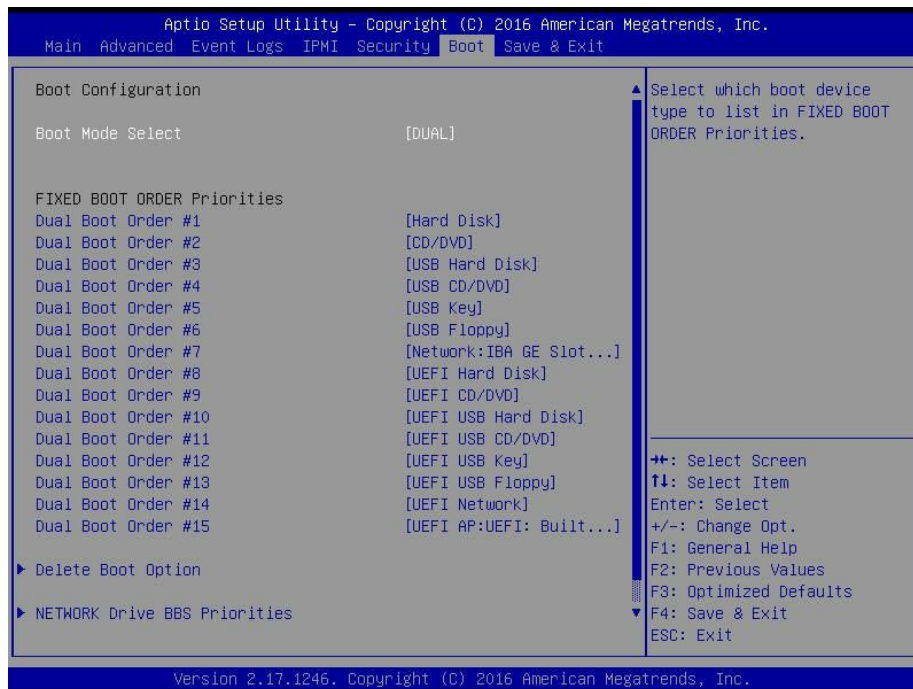 Aptio Setup Utility – Copyright (C) 2016 American Megatrends, Inc.
Main Advanced Event Logs IPMI Security Boot Save & Exit
Boot Configuration
Boot Mode Select [DUAL]
FIXED BOOT ORDER Priorities
Dual Boot Order #1 [Hard Disk]
Dual Boot Order #2 [CD/DVD]
Dual Boot Order #3 [USB Hard Disk]
Dual Boot Order #4 [USB CD/DVD]
Dual Boot Order #5 [USB Key]
Dual Boot Order #6 [USB Floppy]
Dual Boot Order #7 [Network:IBA GE Slot...]
Dual Boot Order #8 [UEFI Hard Disk]
Dual Boot Order #9 [UEFI CD/DVD]
Dual Boot Order #10 [UEFI USB Hard Disk]
Dual Boot Order #11 [UEFI USB CD/DVD]
Dual Boot Order #12 [UEFI USB Key]
Dual Boot Order #13 [UEFI USB Floppy]
Dual Boot Order #14 [UEFI Network]
Dual Boot Order #15 [UEFI AP:UEFI: Built...]
Delete Boot Option
NETWORK Drive BBS Priorities
Select which boot device
type to list in FIXED BOOT
ORDER Priorities.
→←: Select Screen
↑↓: Select Item
Enter: Select
+/-: Change Opt.
F1: General Help
F2: Previous Values
F3: Optimized Defaults
F4: Save & Exit
ESC: Exit
Version 2.17.1246. Copyright (C) 2016 American Megatrends, Inc.